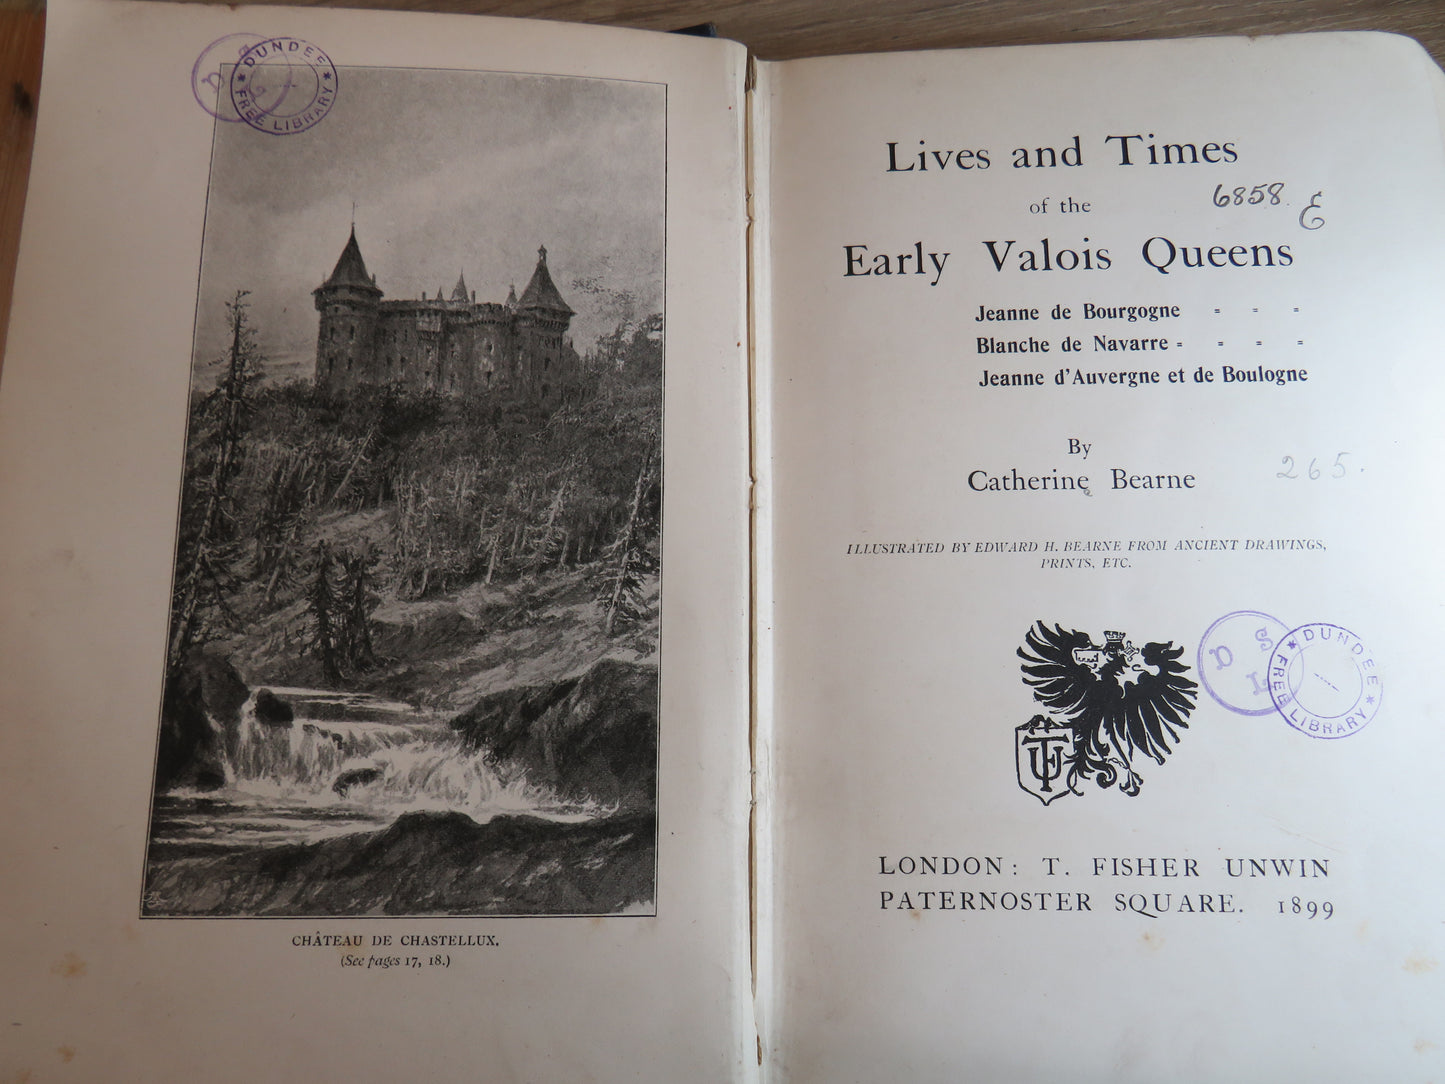 DUNDEE
FREE LIBRARY
D S L
CHÂTEAU DE CHASTELLUX.
(See pages 17, 18.)
Lives and Times
of the
6858 E
Early Valois Queens
Jeanne de Bourgogne = = =
Blanche de Navarre = = = =
Jeanne d'Auvergne et de Boulogne
By
Catherine Bearne
265.
ILLUSTRATED BY EDWARD H. BEARNE FROM ANCIENT DRAWINGS,
PRINTS, ETC.
D S L
DUNDEE
FREE LIBRARY
TFU
LONDON: T. FISHER UNWIN
PATERNOSTER SQUARE. 1899